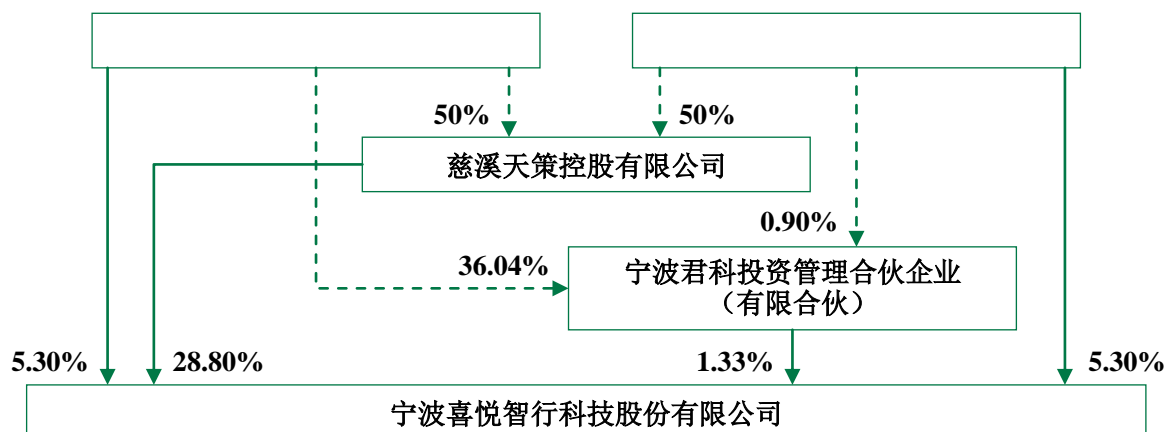 50%
50%
慈溪天策控股有限公司
0.90%
36.04%
宁波君科投资管理合伙企业
（有限合伙）
5.30%
28.80%
1.33%
5.30%
宁波喜悦智行科技股份有限公司